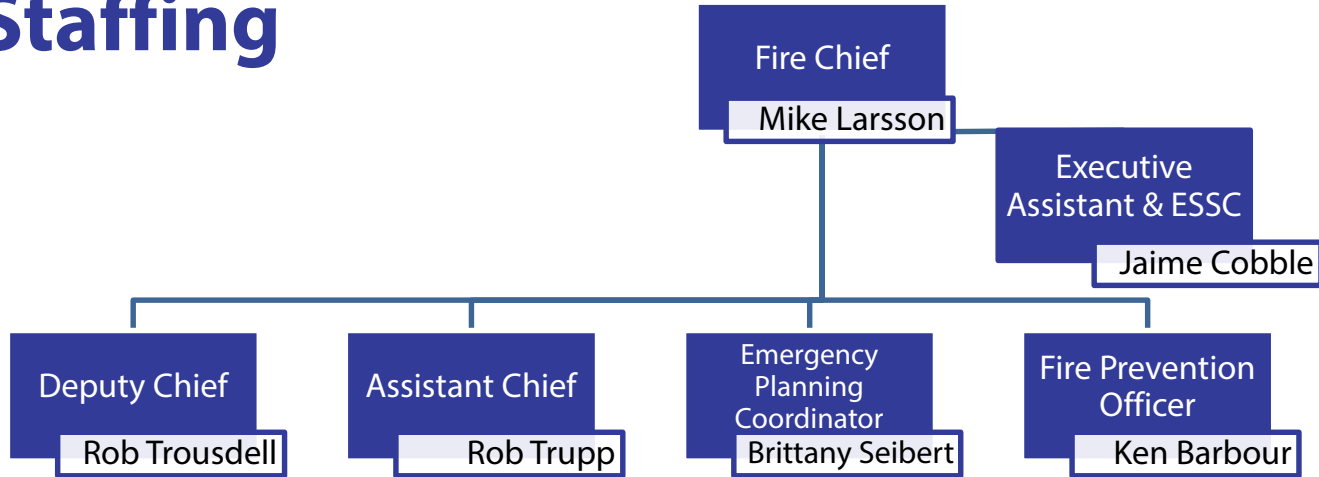 Staffing
Fire Chief
Mike Larsson
Executive
Assistant & ESSC
Jaime Cobble
Deputy Chief
Rob Trousdell
Assistant Chief
Rob Trupp
Emergency
Planning
Coordinator
Brittany Seibert
Fire Prevention
Officer
Ken Barbour